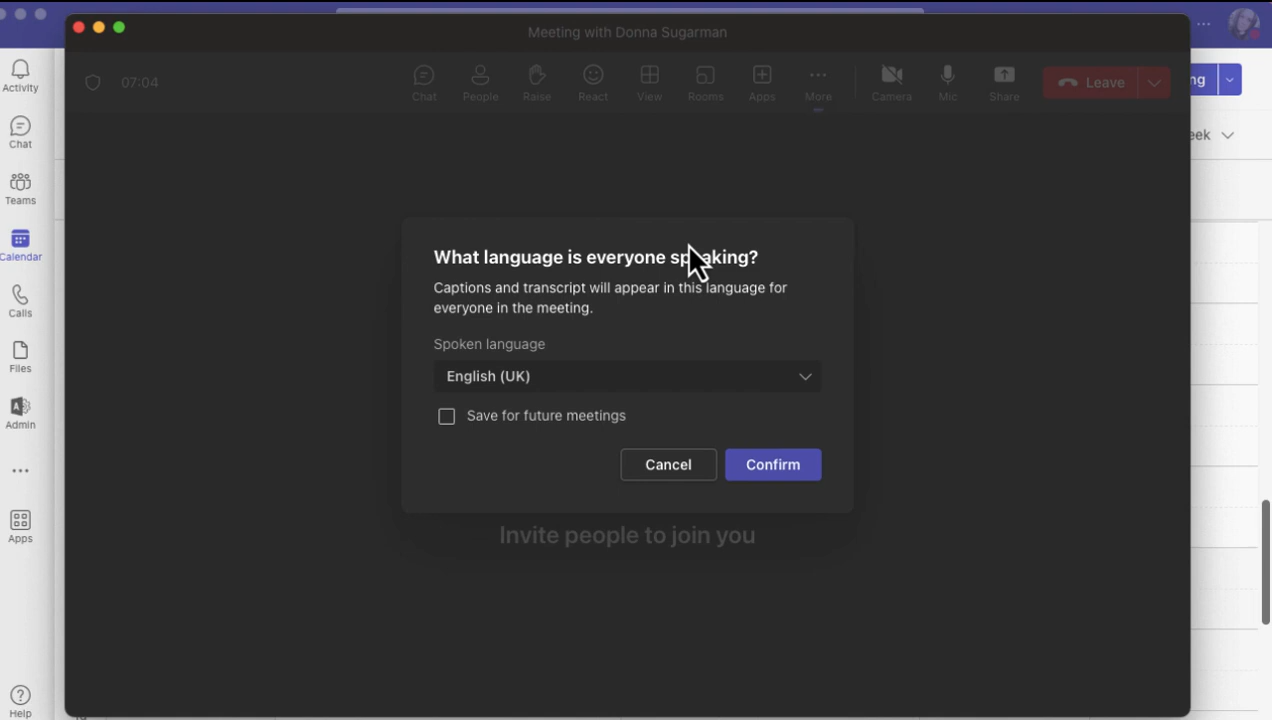 Meeting with Donna Sugarman
07:04
Chat
People
Raise
React
View
Rooms
Apps
More
Camera
Mic
Share
Leave
ng
eek
Activity
Chat
Teams
Calendar
Calls
Files
Admin
Apps
Help
What language is everyone speaking?
Captions and transcript will appear in this language for
everyone in the meeting.
Spoken language
English (UK)
Save for future meetings
Cancel
Confirm
Invite people to join you